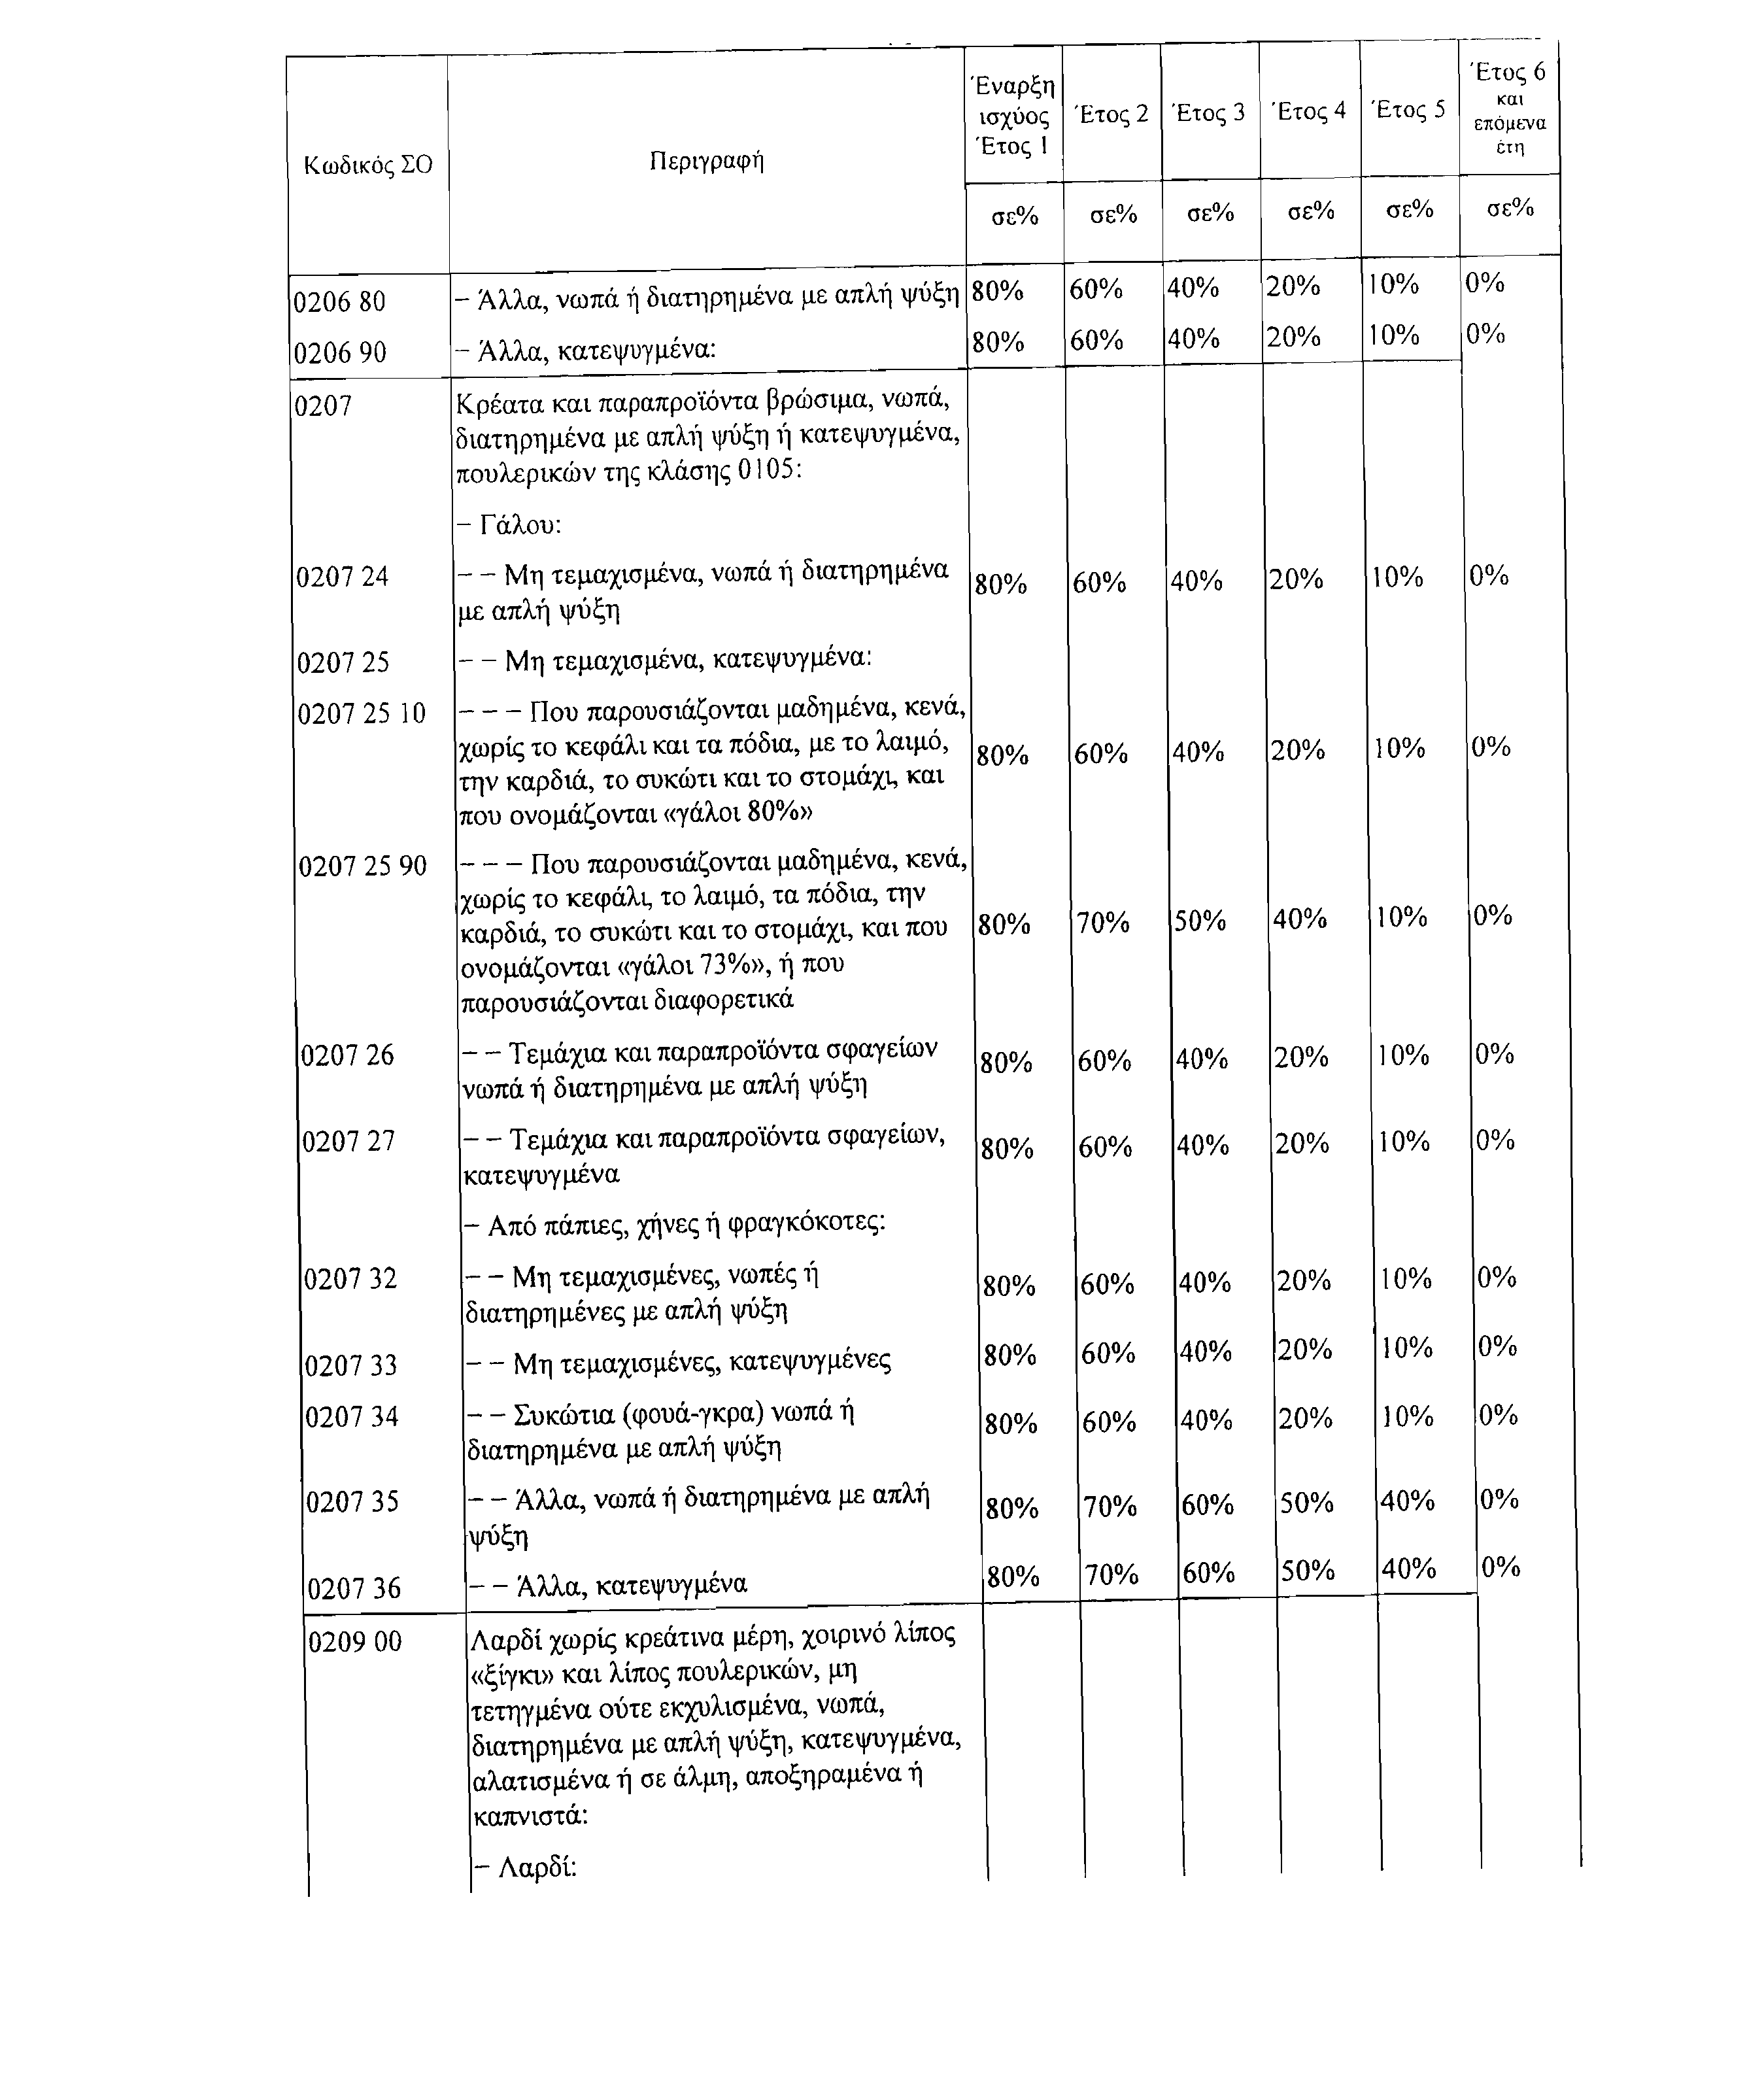 Κωδικός ΣΟ
Περιγραφή
Έναρξη
ισχύος
Έτος 1
Έτος 2
Έτος 3
Έτος 4
Έτος 5
Έτος 6
και
επόμενα
έτη
σε% σε% σε% σε% σε% σε%
0206 80 – Άλλα, νωπά ή διατηρημένα με απλή ψύξη 80% 60% 40% 20% 10% 0%
0206 90 – Άλλα, κατεψυγμένα: 80% 60% 40% 20% 10% 0%
0207 Κρέατα και παραπροϊόντα βρώσιμα, νωπά,
διατηρημένα με απλή ψύξη ή κατεψυγμένα,
πουλερικών της κλάσης 0105:
– Γάλου:
0207 24 – – Μη τεμαχισμένα, νωπά ή διατηρημένα
με απλή ψύξη 80% 60% 40% 20% 10% 0%
0207 25 – – Μη τεμαχισμένα, κατεψυγμένα:
0207 25 10 – – – Που παρουσιάζονται μαδημένα, κενά,
χωρίς το κεφάλι και τα πόδια, με το λαιμό, 80% 60% 40% 20% 10% 0%
την καρδιά, το συκώτι και το στομάχι, και
που ονομάζονται «γάλοι 80%»
0207 25 90 – – – Που παρουσιάζονται μαδημένα, κενά,
χωρίς το κεφάλι, το λαιμό, τα πόδια, την
καρδιά, το συκώτι και το στομάχι, και που 80% 70% 50% 40% 10% 0%
ονομάζονται «γάλοι 73%», ή που
παρουσιάζονται διαφορετικά
0207 26 – – Τεμάχια και παραπροϊόντα σφαγείων 80% 60% 40% 20% 10% 0%
νωπά ή διατηρημένα με απλή ψύξη
0207 27 – – Τεμάχια και παραπροϊόντα σφαγείων, 80% 60% 40% 20% 10% 0%
κατεψυγμένα
– Από πάπιες, χήνες ή φραγκόκοτες:
0207 32 – – Μη τεμαχισμένες, νωπές ή 80% 60% 40% 20% 10% 0%
διατηρημένες με απλή ψύξη
0207 33 – – Μη τεμαχισμένες, κατεψυγμένες 80% 60% 40% 20% 10% 0%
0207 34 – – Συκώτια (φουά-γκρα) νωπά ή 80% 60% 40% 20% 10% 0%
διατηρημένα με απλή ψύξη
0207 35 – – Άλλα, νωπά ή διατηρημένα με απλή 80% 70% 60% 50% 40% 0%
ψύξη
0207 36 – – Άλλα, κατεψυγμένα 80% 70% 60% 50% 40% 0%
0209 00 Λαρδί χωρίς κρεάτινα μέρη, χοιρινό λίπος
«ξίγκι» και λίπος πουλερικών, μη
τετηγμένα ούτε εκχυλισμένα, νωπά,
διατηρημένα με απλή ψύξη, κατεψυγμένα,
αλατισμένα ή σε άλμη, αποξηραμένα ή
καπνιστά:
– Λαρδί: